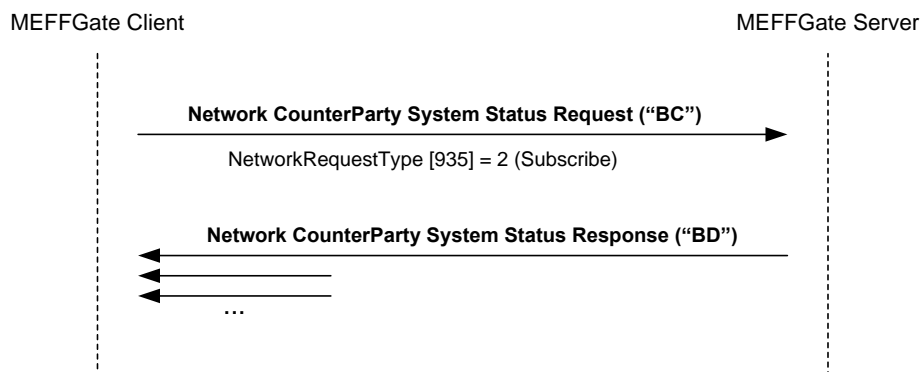 MEFFGate Client
MEFFGate Server
Network CounterParty System Status Request (“BC”)
NetworkRequestType [935] = 2 (Subscribe)
Network CounterParty System Status Response (“BD”)
...